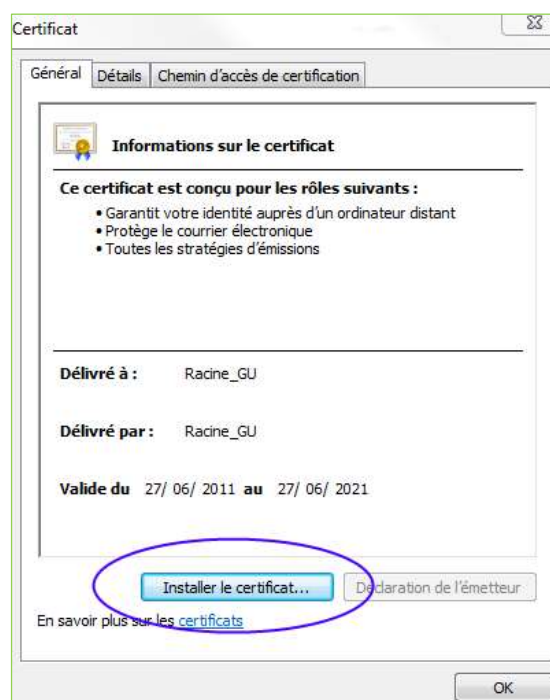 Certificat
Général Détails Chemin d'accès de certification
Informations sur le certificat
Ce certificat est conçu pour les rôles suivants :
• Garantit votre identité auprès d'un ordinateur distant
• Protège le courrier électronique
• Toutes les stratégies d'émissions
Délivré à : Racine_GU
Délivré par : Racine_GU
Valide du 27/ 06/ 2011 au 27/ 06/ 2021
Installer le certificat... Déclaration de l'émetteur
En savoir plus sur les certificats
OK